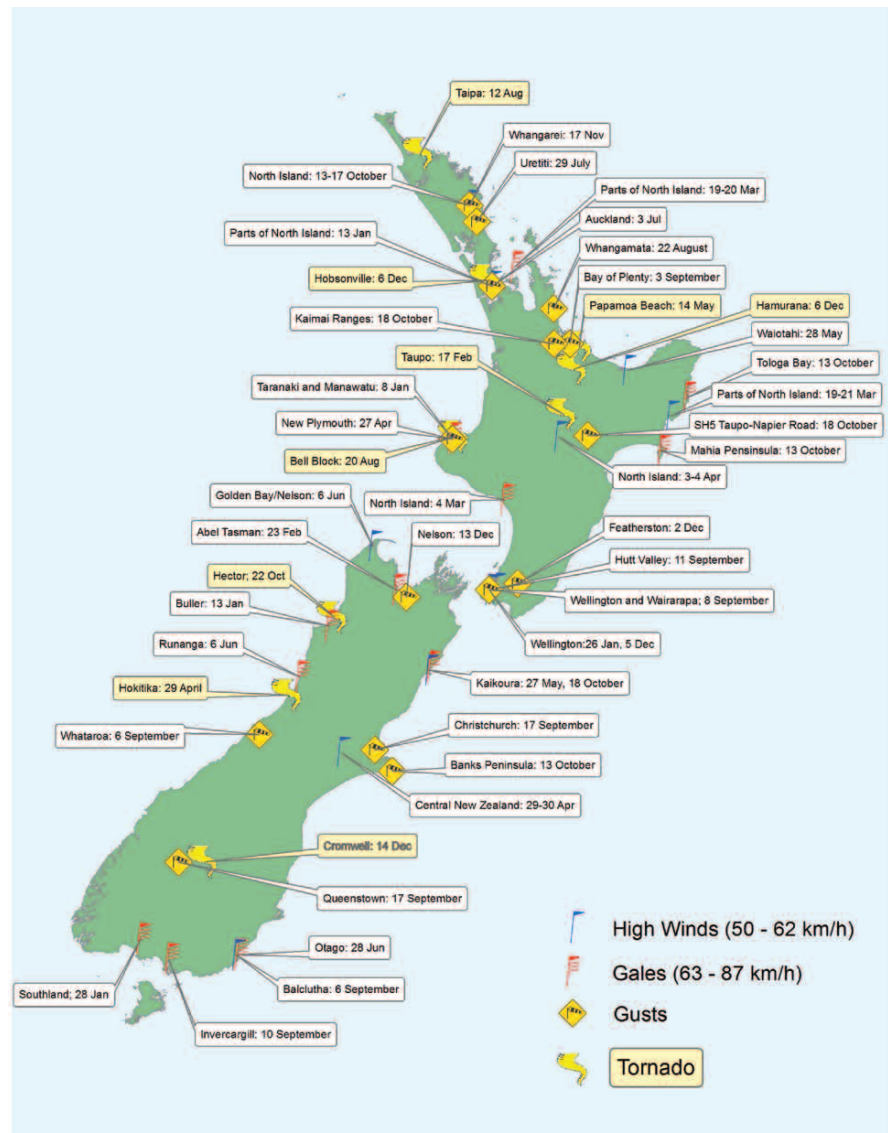 Taipa: 12 Aug
Whangarei: 17 Nov
Uretiti: 29 July
North Island: 13-17 October
Parts of North Island: 19-20 Mar
Auckland: 3 Jul
Parts of North Island: 13 Jan
Whangamata: 22 August
Hobsonville: 6 Dec
Bay of Plenty: 3 September
Papamoa Beach; 14 May
Hamurana: 6 Dec
Kaimai Ranges: 18 October
Waiotahi: 28 May
Taupo: 17 Feb
Tologa Bay: 13 October
Taranaki and Manawatu: 8 Jan
Parts of North Island: 19-21 Mar
New Plymouth: 27 Apr
SH5 Taupo-Napier Road: 18 October
Bell Block: 20 Aug
Mahia Pensinsula: 13 October
North Island: 3-4 Apr
Golden Bay/Nelson: 6 Jun
North Island: 4 Mar
Abel Tasman: 23 Feb
Nelson: 13 Dec
Featherston: 2 Dec
Hutt Valley: 11 September
Hector; 22 Oct
Wellington and Wairarapa; 8 September
Buller: 13 Jan
Wellington:26 Jan, 5 Dec
Runanga: 6 Jun
Kaikoura: 27 May, 18 October
Hokitika: 29 April
Christchurch: 17 September
Whataroa: 6 September
Banks Peninsula: 13 October
Central New Zealand: 29-30 Apr
Cromwell: 14 Dec
Queenstown: 17 September
Otago: 28 Jun
Balclutha: 6 September
Southland; 28 Jan
Invercargill: 10 September
High Winds (50 - 62 km/h)
Gales (63 - 87 km/h)
Gusts
Tornado